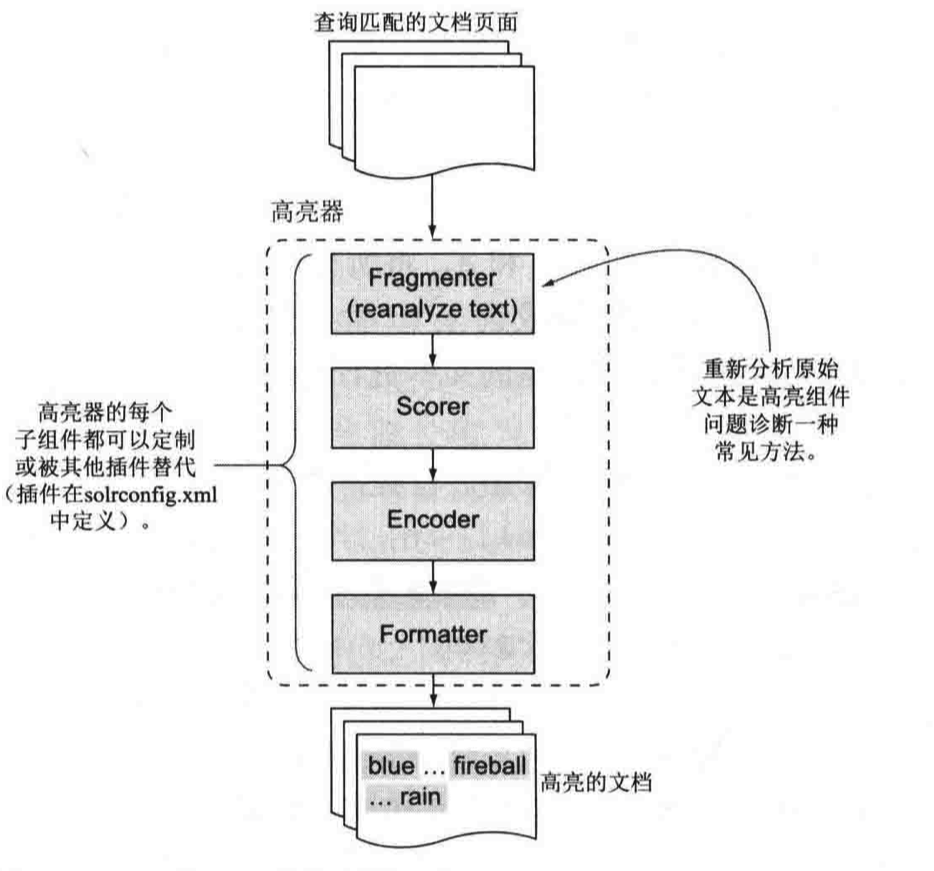 查询匹配的文档页面
高亮器
Fragmenter
(reanalyze text)
重新分析原始
文本是高亮组件
问题诊断一种
常见方法。
Scorer
高亮器的每个
子组件都可以定制
或被其他插件替代
（插件在solrconfig.xml
中定义）。
Encoder
Formatter
blue ... fireball
... rain
高亮的文档